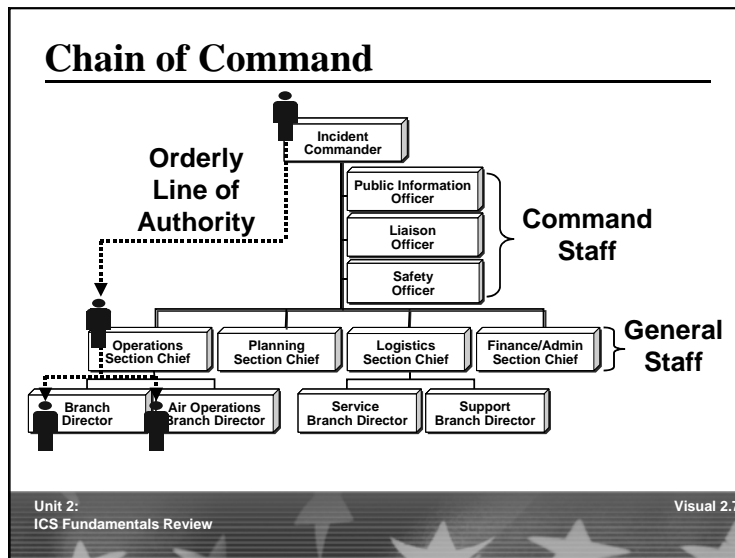 Chain of Command
Incident
Commander
Orderly
Line of
Authority
Public Information
Officer
Liaison
Officer
Safety
Officer
Command
Staff
Operations
Section Chief
Planning
Section Chief
Logistics
Section Chief
Finance/Admin
Section Chief
General
Staff
Branch
Director
Air Operations
Branch Director
Service
Branch Director
Support
Branch Director
Unit 2:
ICS Fundamentals Review
Visual 2.7